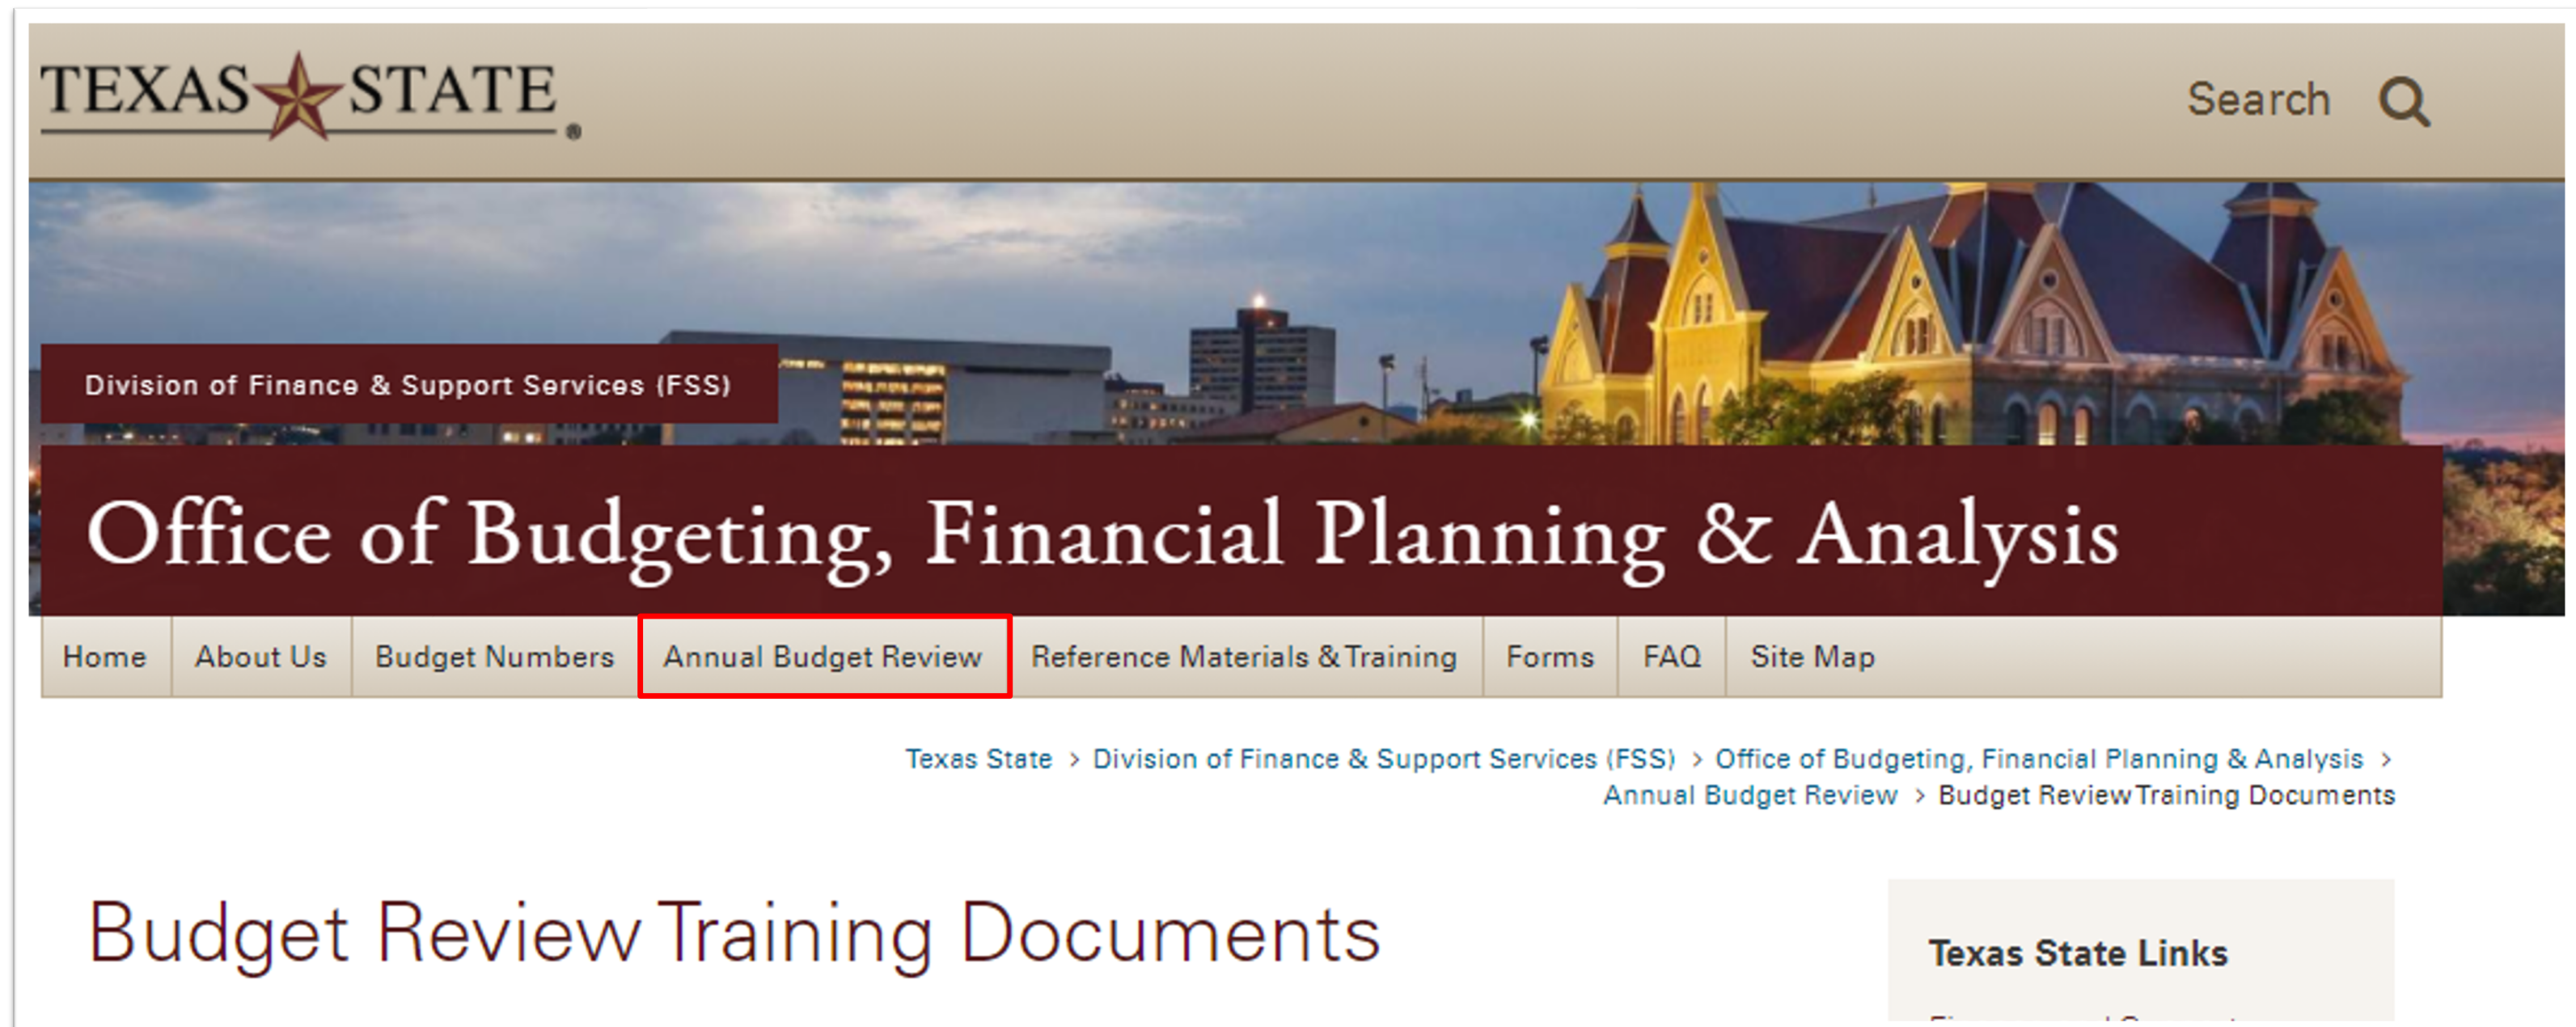 TEXAS STATE ®
Search
Division of Finance & Support Services (FSS)
Office of Budgeting, Financial Planning & Analysis
Home About Us Budget Numbers Annual Budget Review Reference Materials & Training Forms FAQ Site Map
Texas State > Division of Finance & Support Services (FSS) > Office of Budgeting, Financial Planning & Analysis >
Annual Budget Review > Budget Review Training Documents
Budget Review Training Documents
Texas State Links